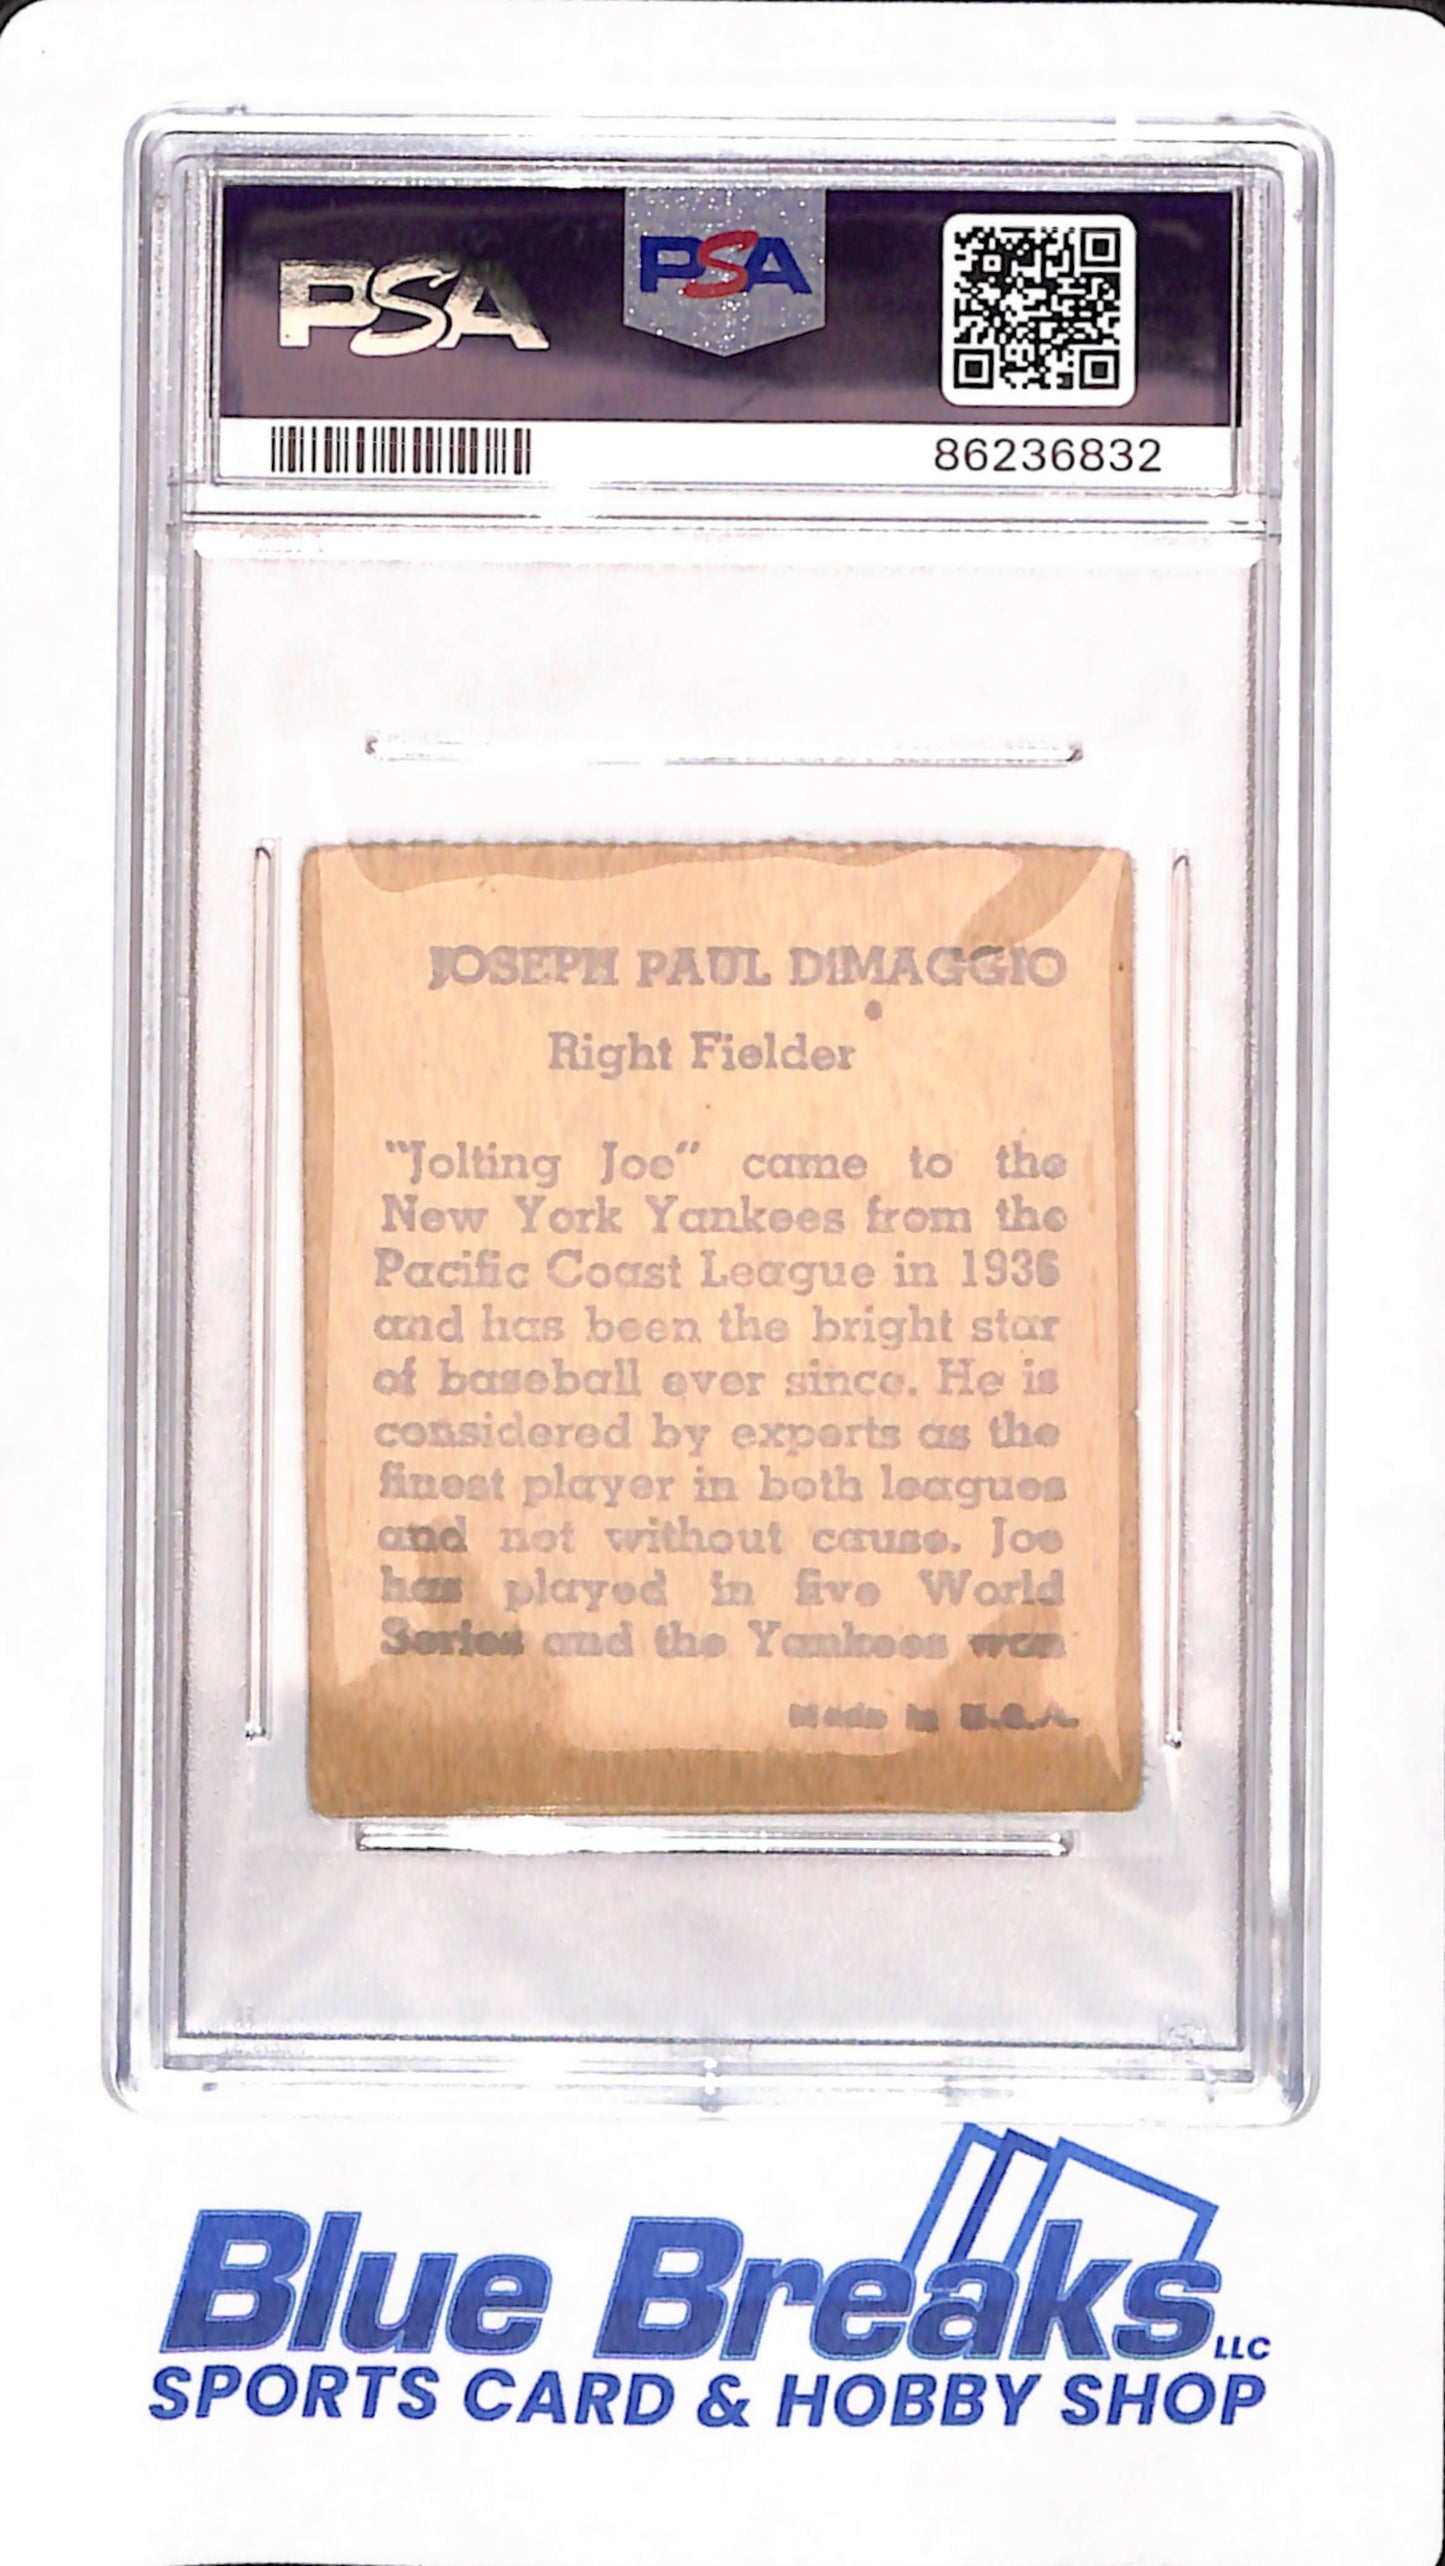 PSA
PSA
86236832
JOSEPH PAUL DiMAGGIO
Right Fielder
"Jolting Joe" came to the
New York Yankees from the
Pacific Coast League in 1936
and has been the bright star
of baseball ever since. He is
considered by experts as the
finest player in both leagues
and not without cause. Joe
has played in five World
Series and the Yankees won
Made in U.S.A.
Blue Breaks LLC
SPORTS CARD & HOBBY SHOP